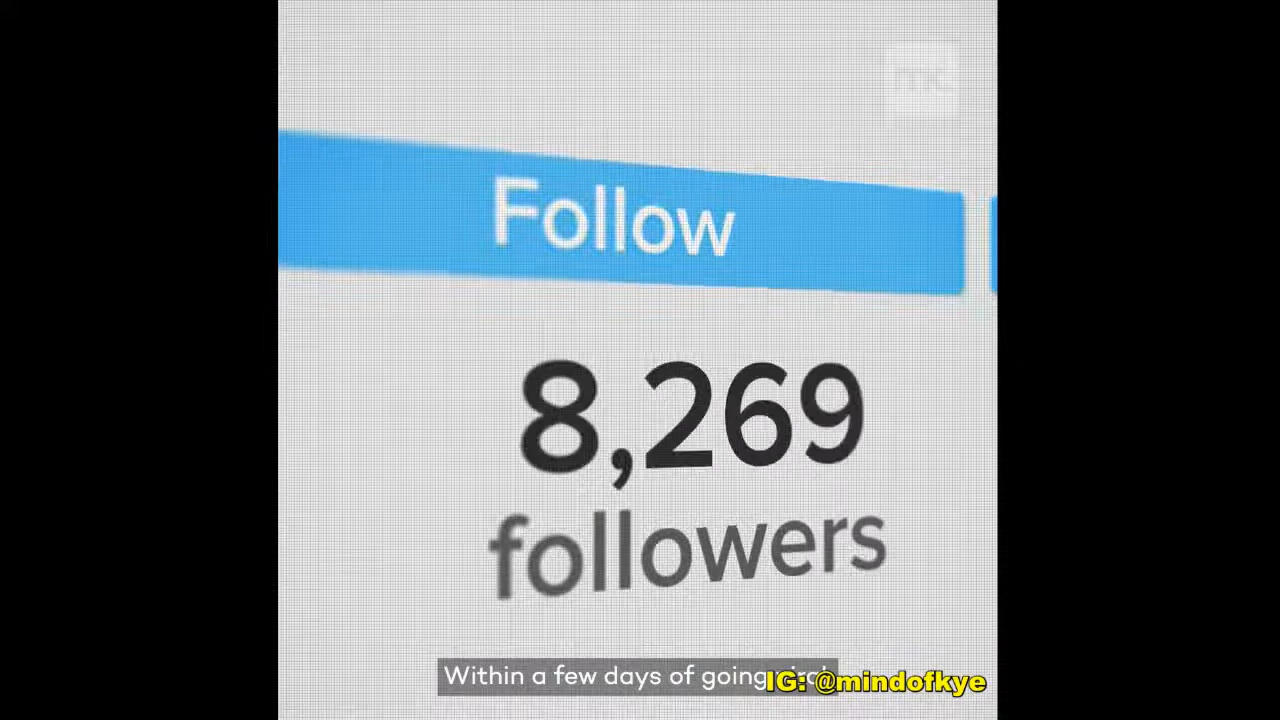 Follow
8,269
followers
Within a few days of going
IG: @mindofkye